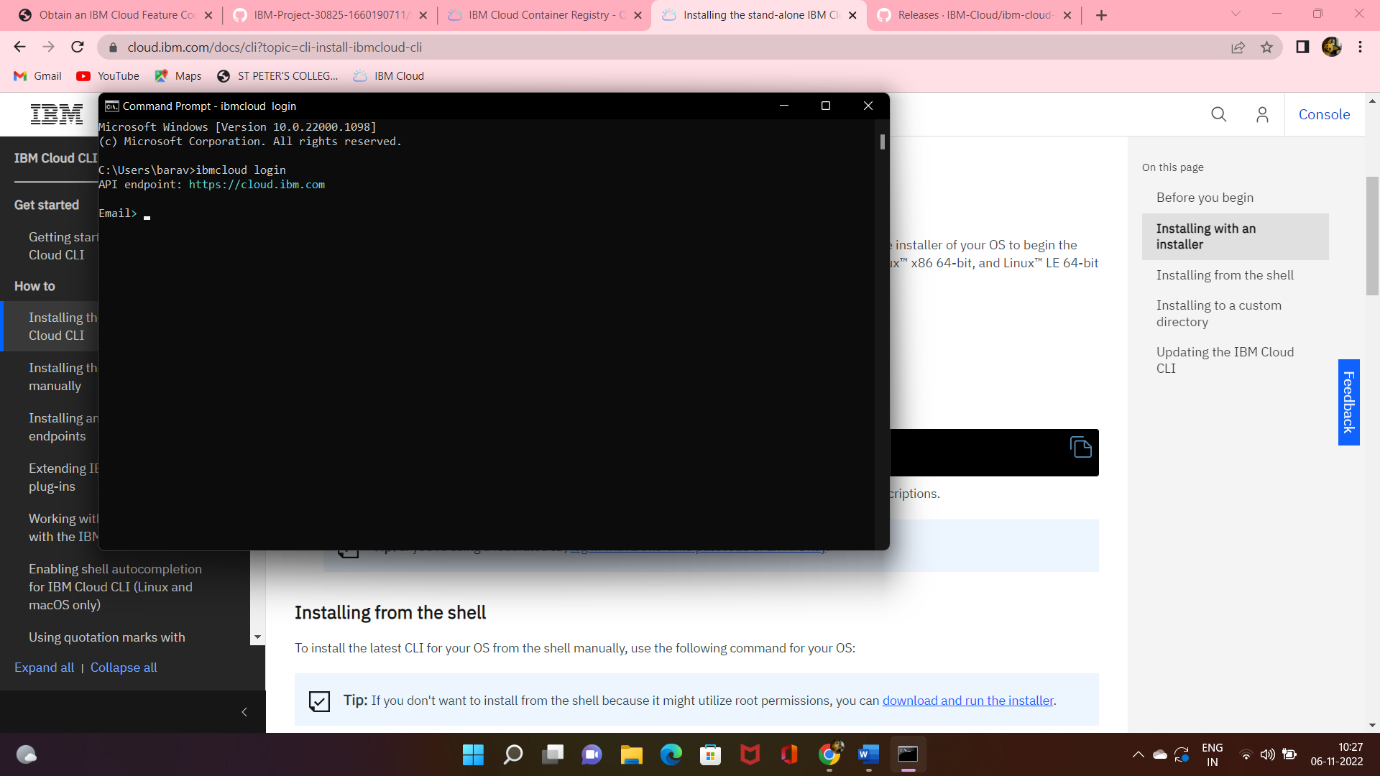 Obtain an IBM Cloud Feature Co
IBM-Project-30825-1660190711/
IBM Cloud Container Registry - C
Installing the stand-alone IBM Cl
Releases · IBM-Cloud/ibm-cloud-
cloud.ibm.com/docs/cli?topic=cli-install-ibmcloud-cli
Gmail
YouTube
Maps
ST PETER'S COLLEG...
IBM Cloud
IBM
Console
Command Prompt - ibmcloud login
Microsoft Windows [Version 10.0.22000.1098]
(c) Microsoft Corporation. All rights reserved.
C:\Users\barav>ibmcloud login
API endpoint: https://cloud.ibm.com
Email>
IBM Cloud CLI
Get started
Getting start
Cloud CLI
How to
Installing th
Cloud CLI
Installing th
manually
Installing an
endpoints
Extending IB
plug-ins
Working with
with the IBM
Enabling shell autocompletion
for IBM Cloud CLI (Linux and
macOS only)
Using quotation marks with
Expand all | Collapse all
installer of your OS to begin the
x™ x86 64-bit, and Linux™ LE 64-bit
criptions.
Installing from the shell
To install the latest CLI for your OS from the shell manually, use the following command for your OS:
Tip: If you don't want to install from the shell because it might utilize root permissions, you can download and run the installer.
On this page
Before you begin
Installing with an
installer
Installing from the shell
Installing to a custom
directory
Updating the IBM Cloud
CLI
Feedback
ENG
IN
10:27
06-11-2022